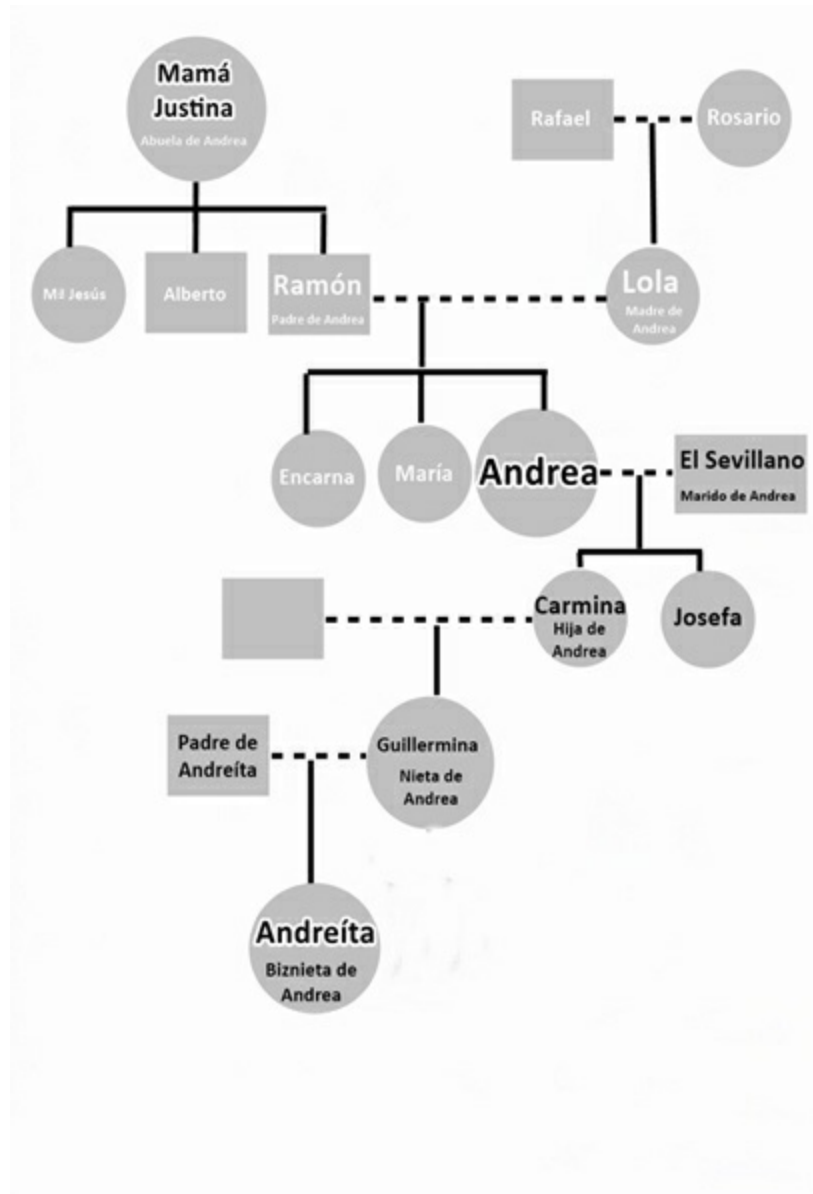 Mamá
Justina
Abuela de Andrea
Rafael
Rosario
Mil Jesús
Alberto
Ramón
Padre de Andrea
Lola
Madre de
Andrea
Encarna
María
Andrea
El Sevillano
Marido de Andrea
Carmina
Hija de
Andrea
Josefa
Guillermina
Nieta de
Andrea
Padre de
Andreíta
Andreíta
Biznieta de
Andrea